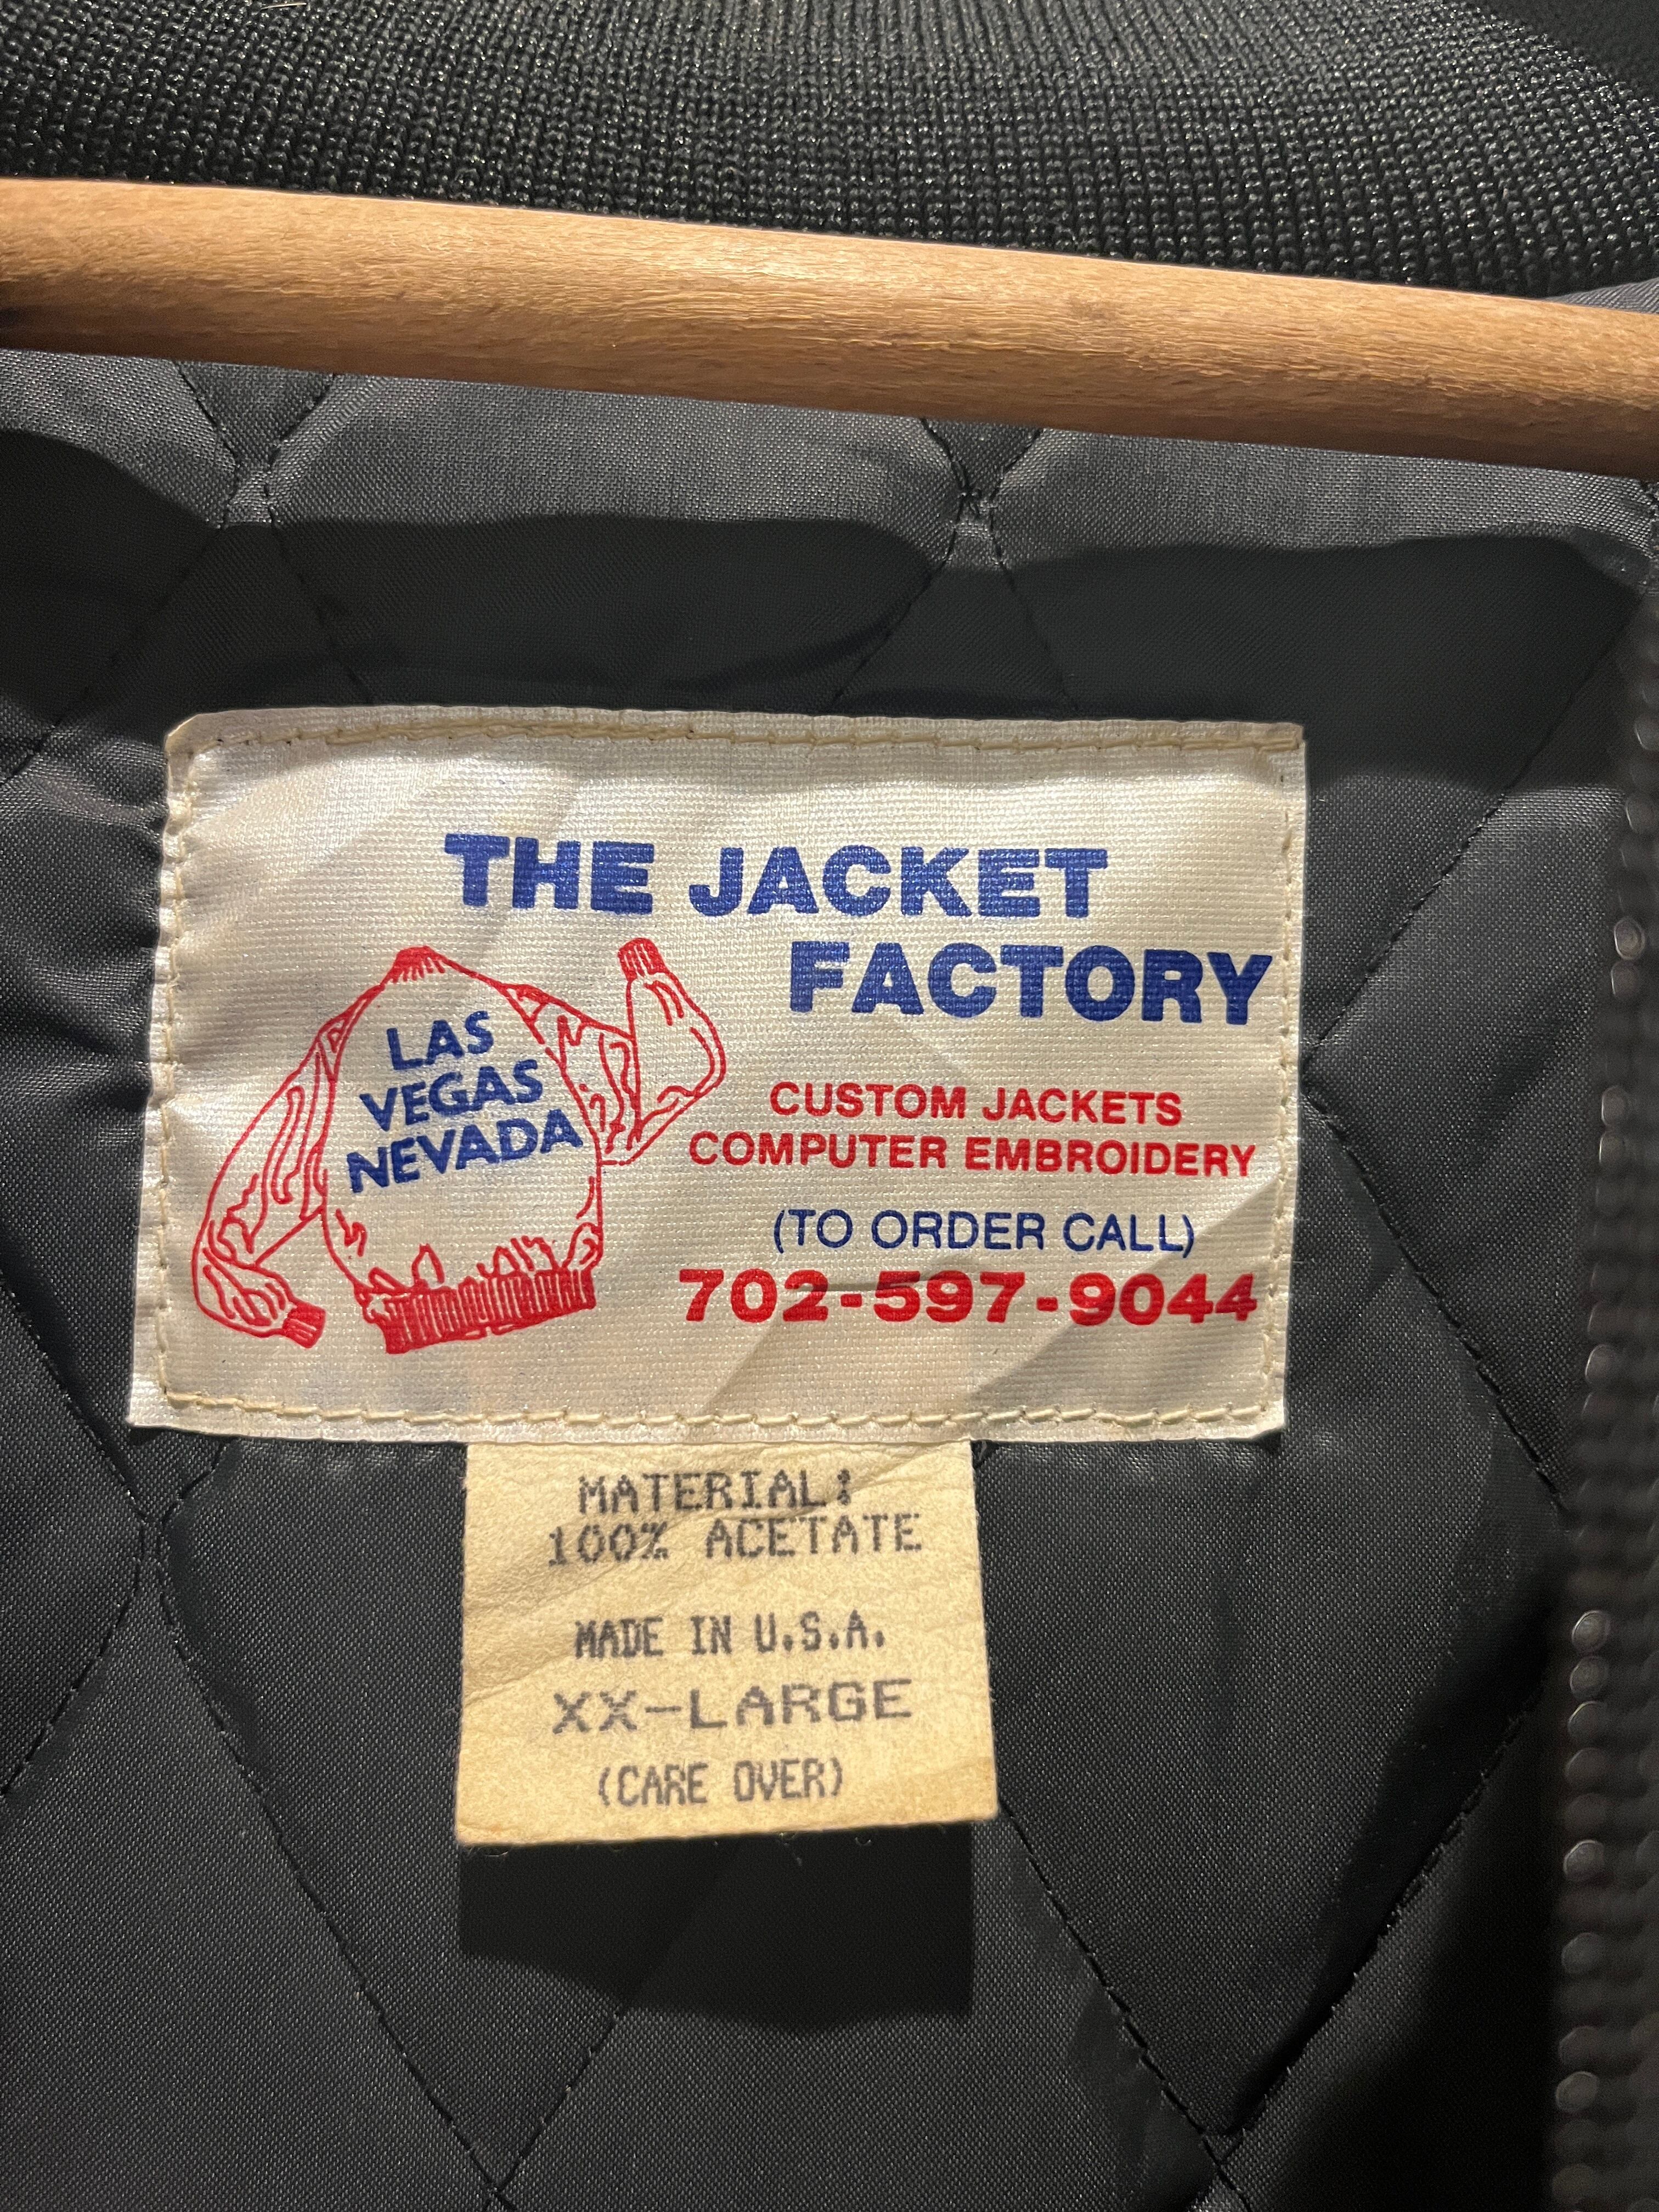 THE JACKET
FACTORY
LAS
VEGAS
NEVADA
CUSTOM JACKETS
COMPUTER EMBROIDERY
(TO ORDER CALL)
702-597-9044
MATERIAL:
100% ACETATE
MADE IN U.S.A.
XX-LARGE
(CARE OVER)